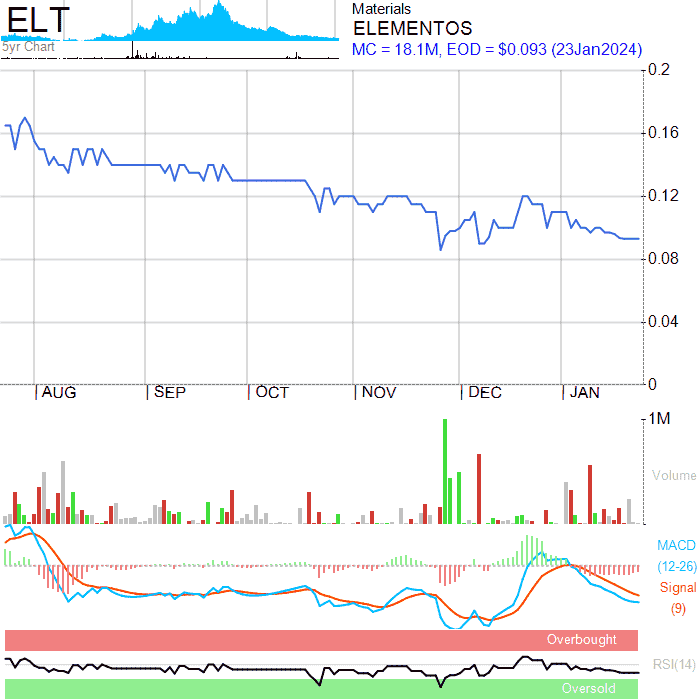 ELT
5yr Chart
Materials
ELEMENTOS
MC = 18.1M, EOD = $0.093 (23Jan2024)
0.2
0.16
0.12
0.08
0.04
0
AUG SEP OCT NOV DEC JAN
1M
Volume
MACD
(12-26)
Signal
(9)
Overbought
RSI(14)
Oversold